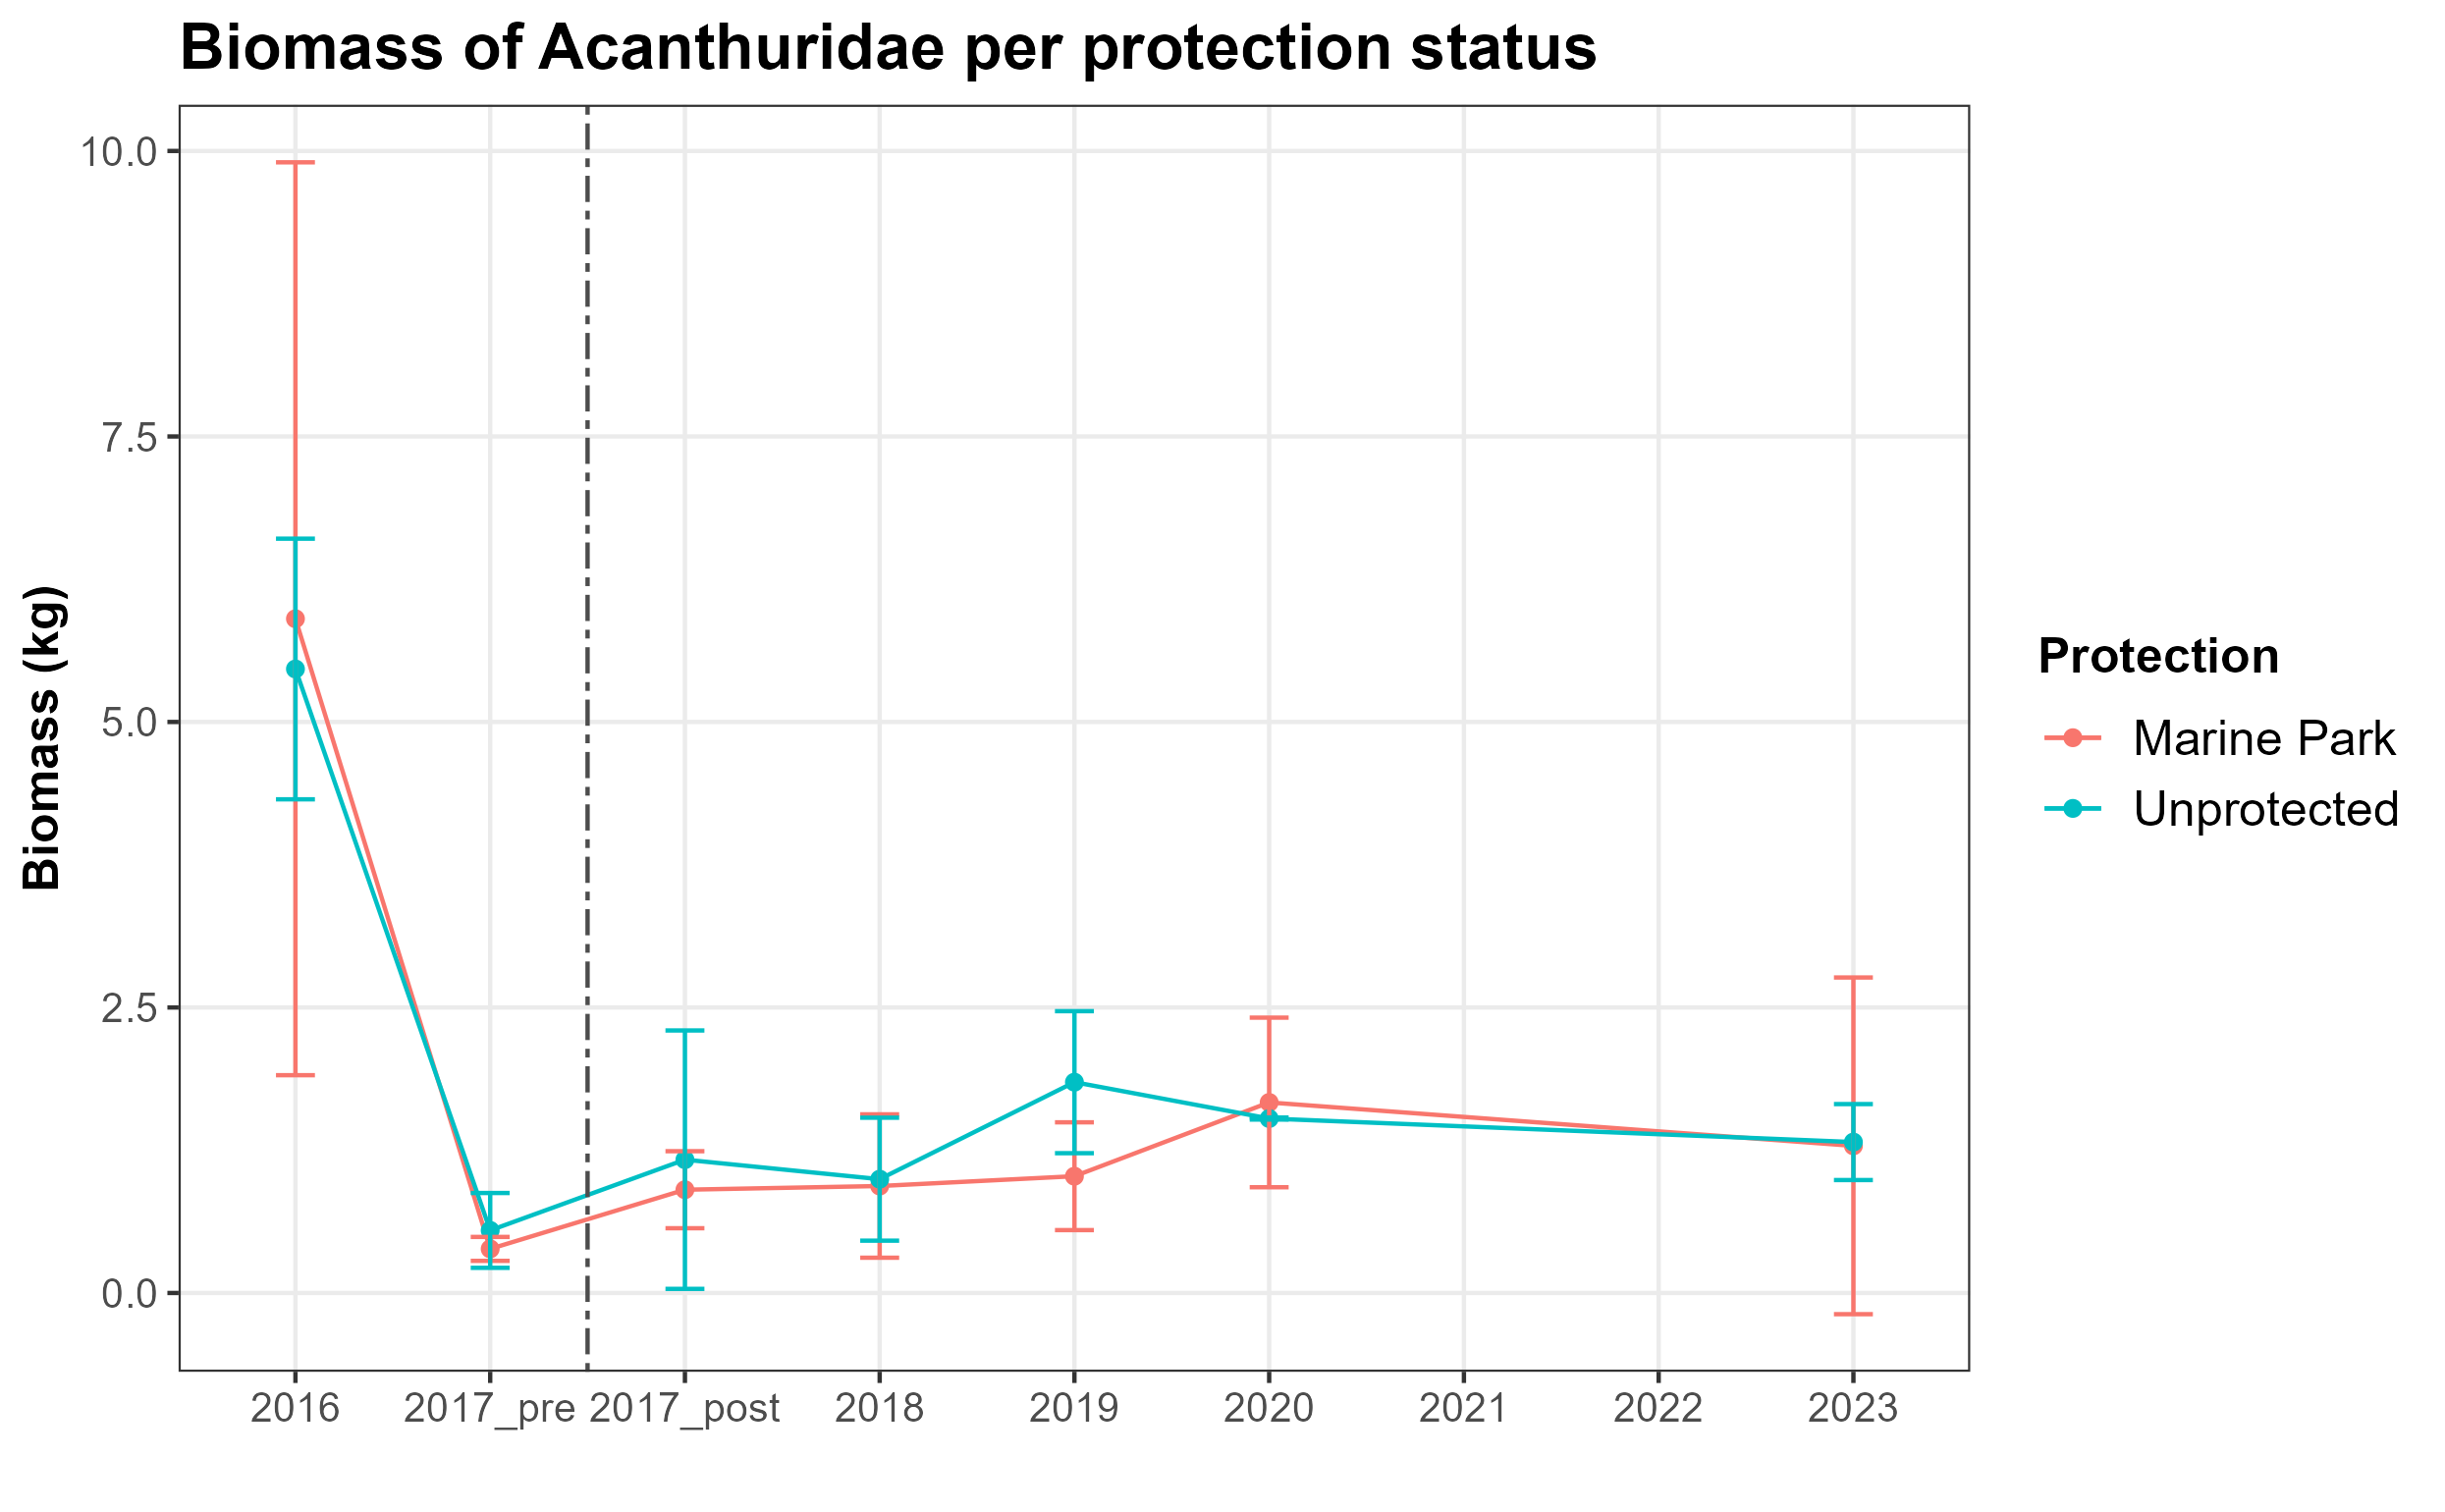 Biomass of Acanthuridae per protection status
Biomass (kg)
10.0
7.5
5.0
2.5
0.0
2016 2017_pre 2017_post 2018 2019 2020 2021 2022 2023
Protection
Marine Park
Unprotected